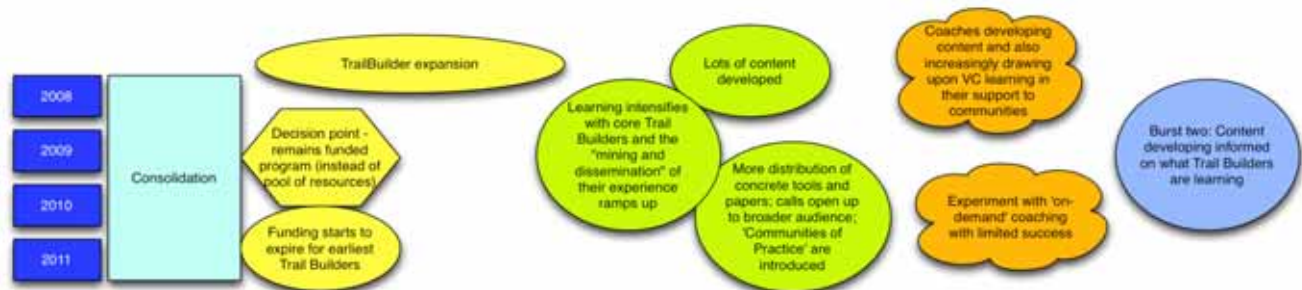 2008
2009
2010
2011
Consolidation
TrailBuilder expansion
Decision point -
remains funded
program (instead of
pool of resources)
Funding starts to
expire for earliest
Trail Builders
Learning intensifies
with core Trail
Builders and the
"mining and
dissemination" of
their experience
ramps up
Lots of content
developed
More distribution of
concrete tools and
papers; calls open up
to broader audience;
'Communities of
Practice' are
introduced
Coaches developing
content and also
increasingly drawing
upon VC learning in
their support to
communities
Experiment with 'on-
demand' coaching
with limited success
Burst two: Content
developing informed
on what Trail Builders
are learning